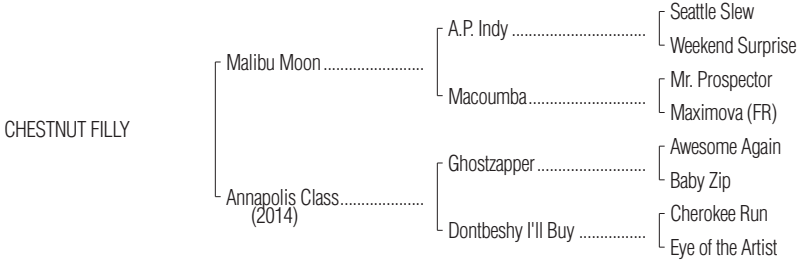 Seattle Slew
A.P. Indy ..............................
Weekend Surprise
Malibu Moon.......................
Mr. Prospector
Macoumba..........................
Maximova (FR)
CHESTNUT FILLY
Awesome Again
Ghostzapper.........................
Baby Zip
Annapolis Class...................
(2014)
Cherokee Run
Dontbeshy I'll Buy ...............
Eye of the Artist